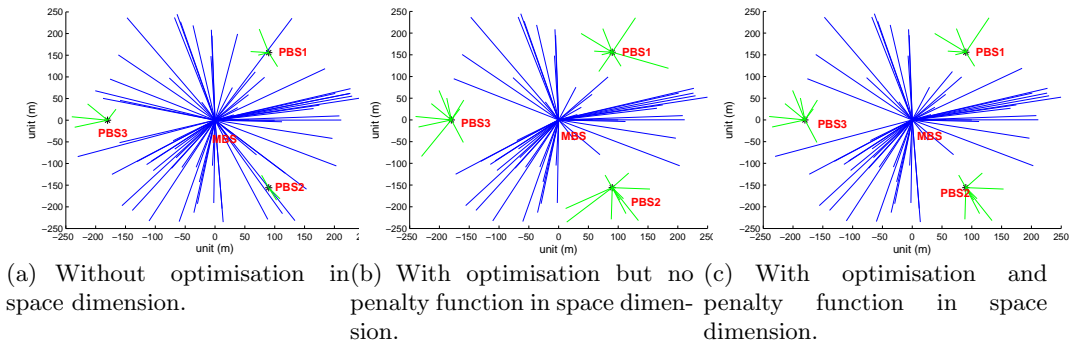 250
200
150
100
50
0
−50
−100
−150
−200
−250
−250 −200 −150 −100 −50 0 50 100 150 200
unit (m)
unit (m)
PBS1
PBS3
MBS
PBS2
250
200
150
100
50
0
−50
−100
−150
−200
−250
−250 −200 −150 −100 −50 0 50 100 150 200 250
unit (m)
unit (m)
PBS1
PBS3
MBS
PBS2
250
200
150
100
50
0
−50
−100
−150
−200
−250
−250 −200 −150 −100 −50 0 50 100 150 200 250
unit (m)
unit (m)
PBS1
PBS3
MBS
PBS2
(a) Without optimisation in
space dimension.
(b) With optimisation but no
penalty function in space dimen-
sion.
(c) With optimisation and
penalty function in space
dimension.